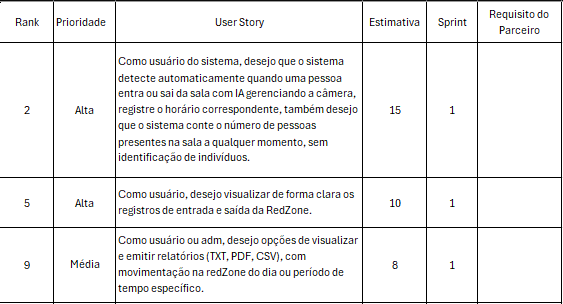 Rank Prioridade User Story Estimativa Sprint Requisito do
Parceiro
Como usuário do sistema, desejo que o sistema
detecte automaticamente quando uma pessoa
entra ou sai da sala com IA gerenciando a câmera,
registre o horário correspondente, também desejo
que o sistema conte o número de pessoas
presentes na sala a qualquer momento, sem
identificação de indivíduos.
2 Alta 15 1
Como usuário, desejo visualizar de forma clara os
registros de entrada e saída da RedZone.
5 Alta 10 1
Como usuário ou adm, desejo opções de visualizar
e emitir relatórios (TXT, PDF, CSV), com
movimentação na redZone do dia ou período de
tempo específico.
9 Média 8 1